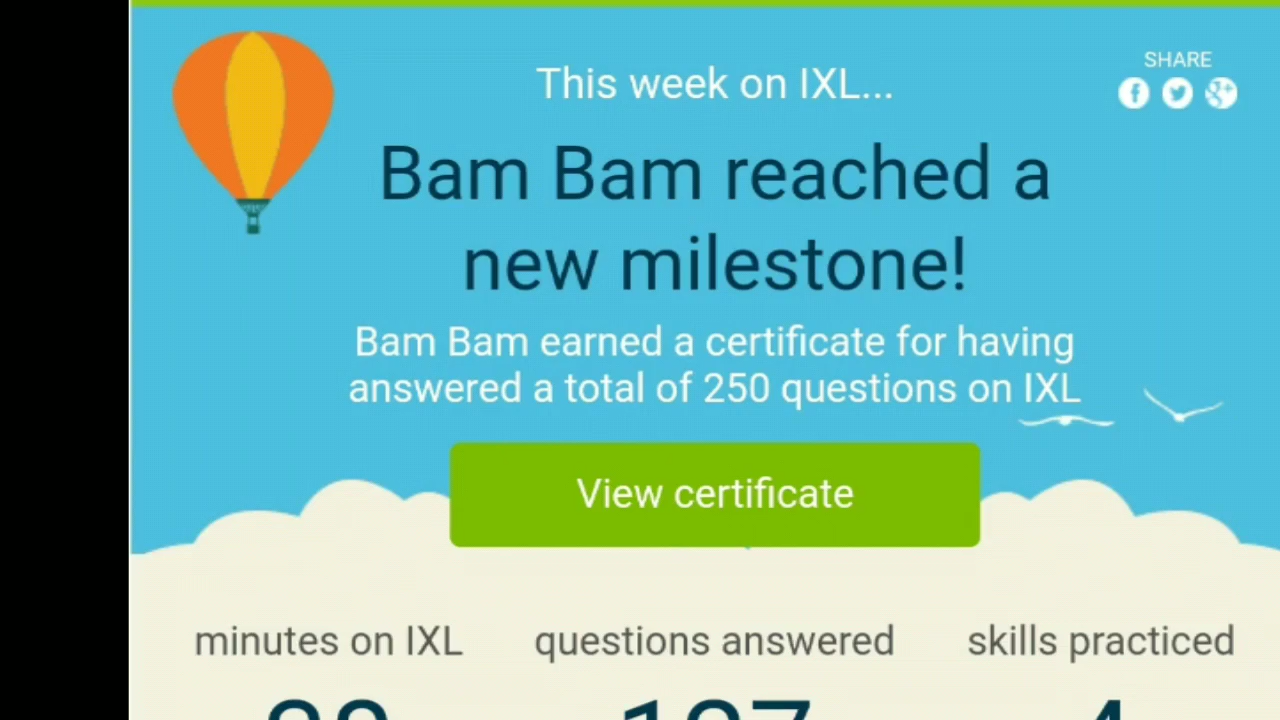 SHARE
This week on IXL...
Bam Bam reached a
new milestone!
Bam Bam earned a certificate for having
answered a total of 250 questions on IXL
View certificate
minutes on IXL
questions answered
skills practiced